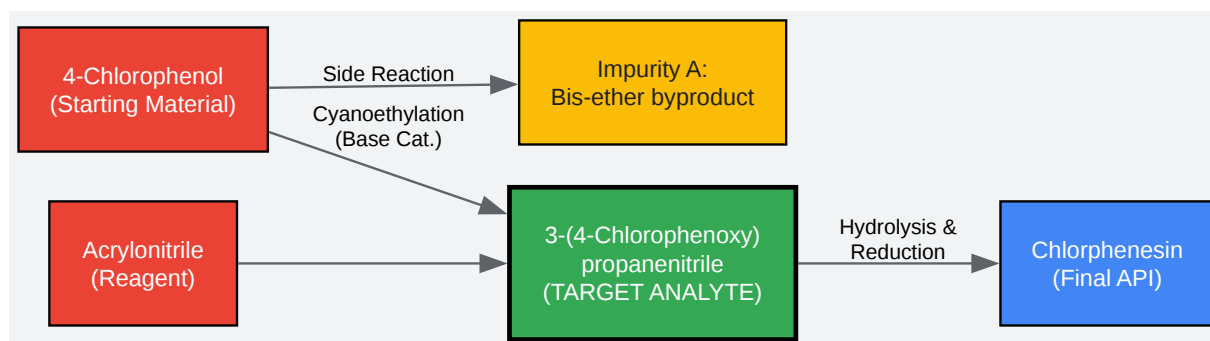 4-Chlorophenol
(Starting Material)
Side Reaction
Impurity A:
Bis-ether byproduct
Cyanoethylation
(Base Cat.)
Acrylonitrile
(Reagent)
3-(4-Chlorophenoxy)
propanenitrile
(TARGET ANALYTE)
Hydrolysis &
Reduction
Chlorphenesin
(Final API)